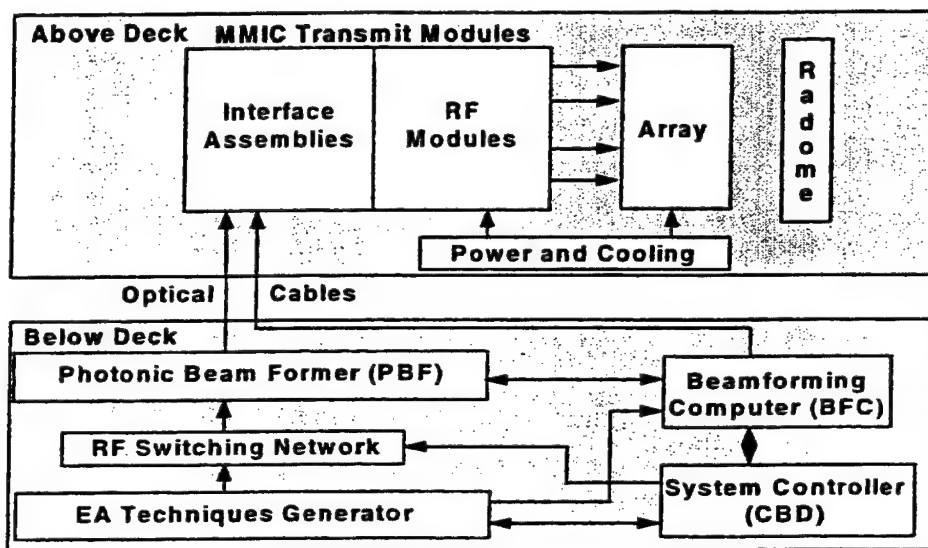 Above Deck MMIC Transmit Modules
Interface
Assemblies
RF
Modules
Array
Radome
Power and Cooling
Optical Cables
Below Deck
Photonic Beam Former (PBF)
Beamforming
Computer (BFC)
RF Switching Network
EA Techniques Generator
System Controller
(CBD)